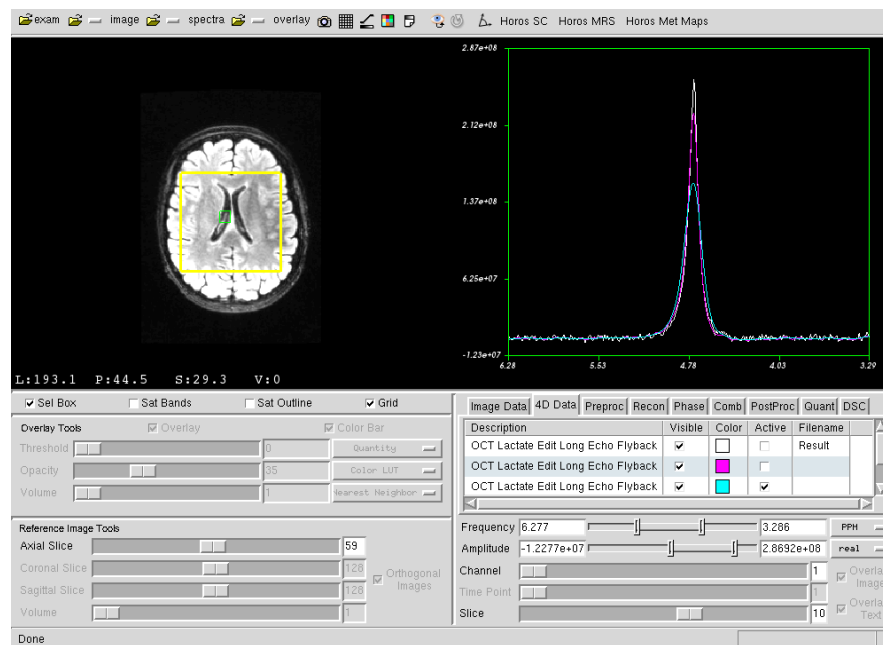 exam image spectra overlay Horos SC Horos MRS Horos Met Maps
2.87e+08
2.12e+08
1.37e+08
6.25e+07
-1.23e+07
6.28 5.53 4.78 4.03 3.29
L:193.1 P:44.5 S:29.3 V:0
Sel Box Sat Bands Sat Outline Grid
Overlay Tools Overlay Color Bar
Threshold 0 Quantity
Opacity 35 Color LUT
Volume 1 Nearest Neighbor
Reference Image Tools
Axial Slice 59
Coronal Slice 128
Orthogonal
Sagittal Slice 128
Images
Volume 1
Image Data 4D Data Preproc Recon Phase Comb PostProc Quant DSC
Description Visible Color Active Filename
OCT Lactate Edit Long Echo Flyback Result
OCT Lactate Edit Long Echo Flyback
OCT Lactate Edit Long Echo Flyback
Frequency 6.277 3.286 PPM
Amplitude -1.2277e+07 2.8692e+08 real
Channel 1
Overla
Image
Time Point 1
Overla
Text
Slice 10
Done